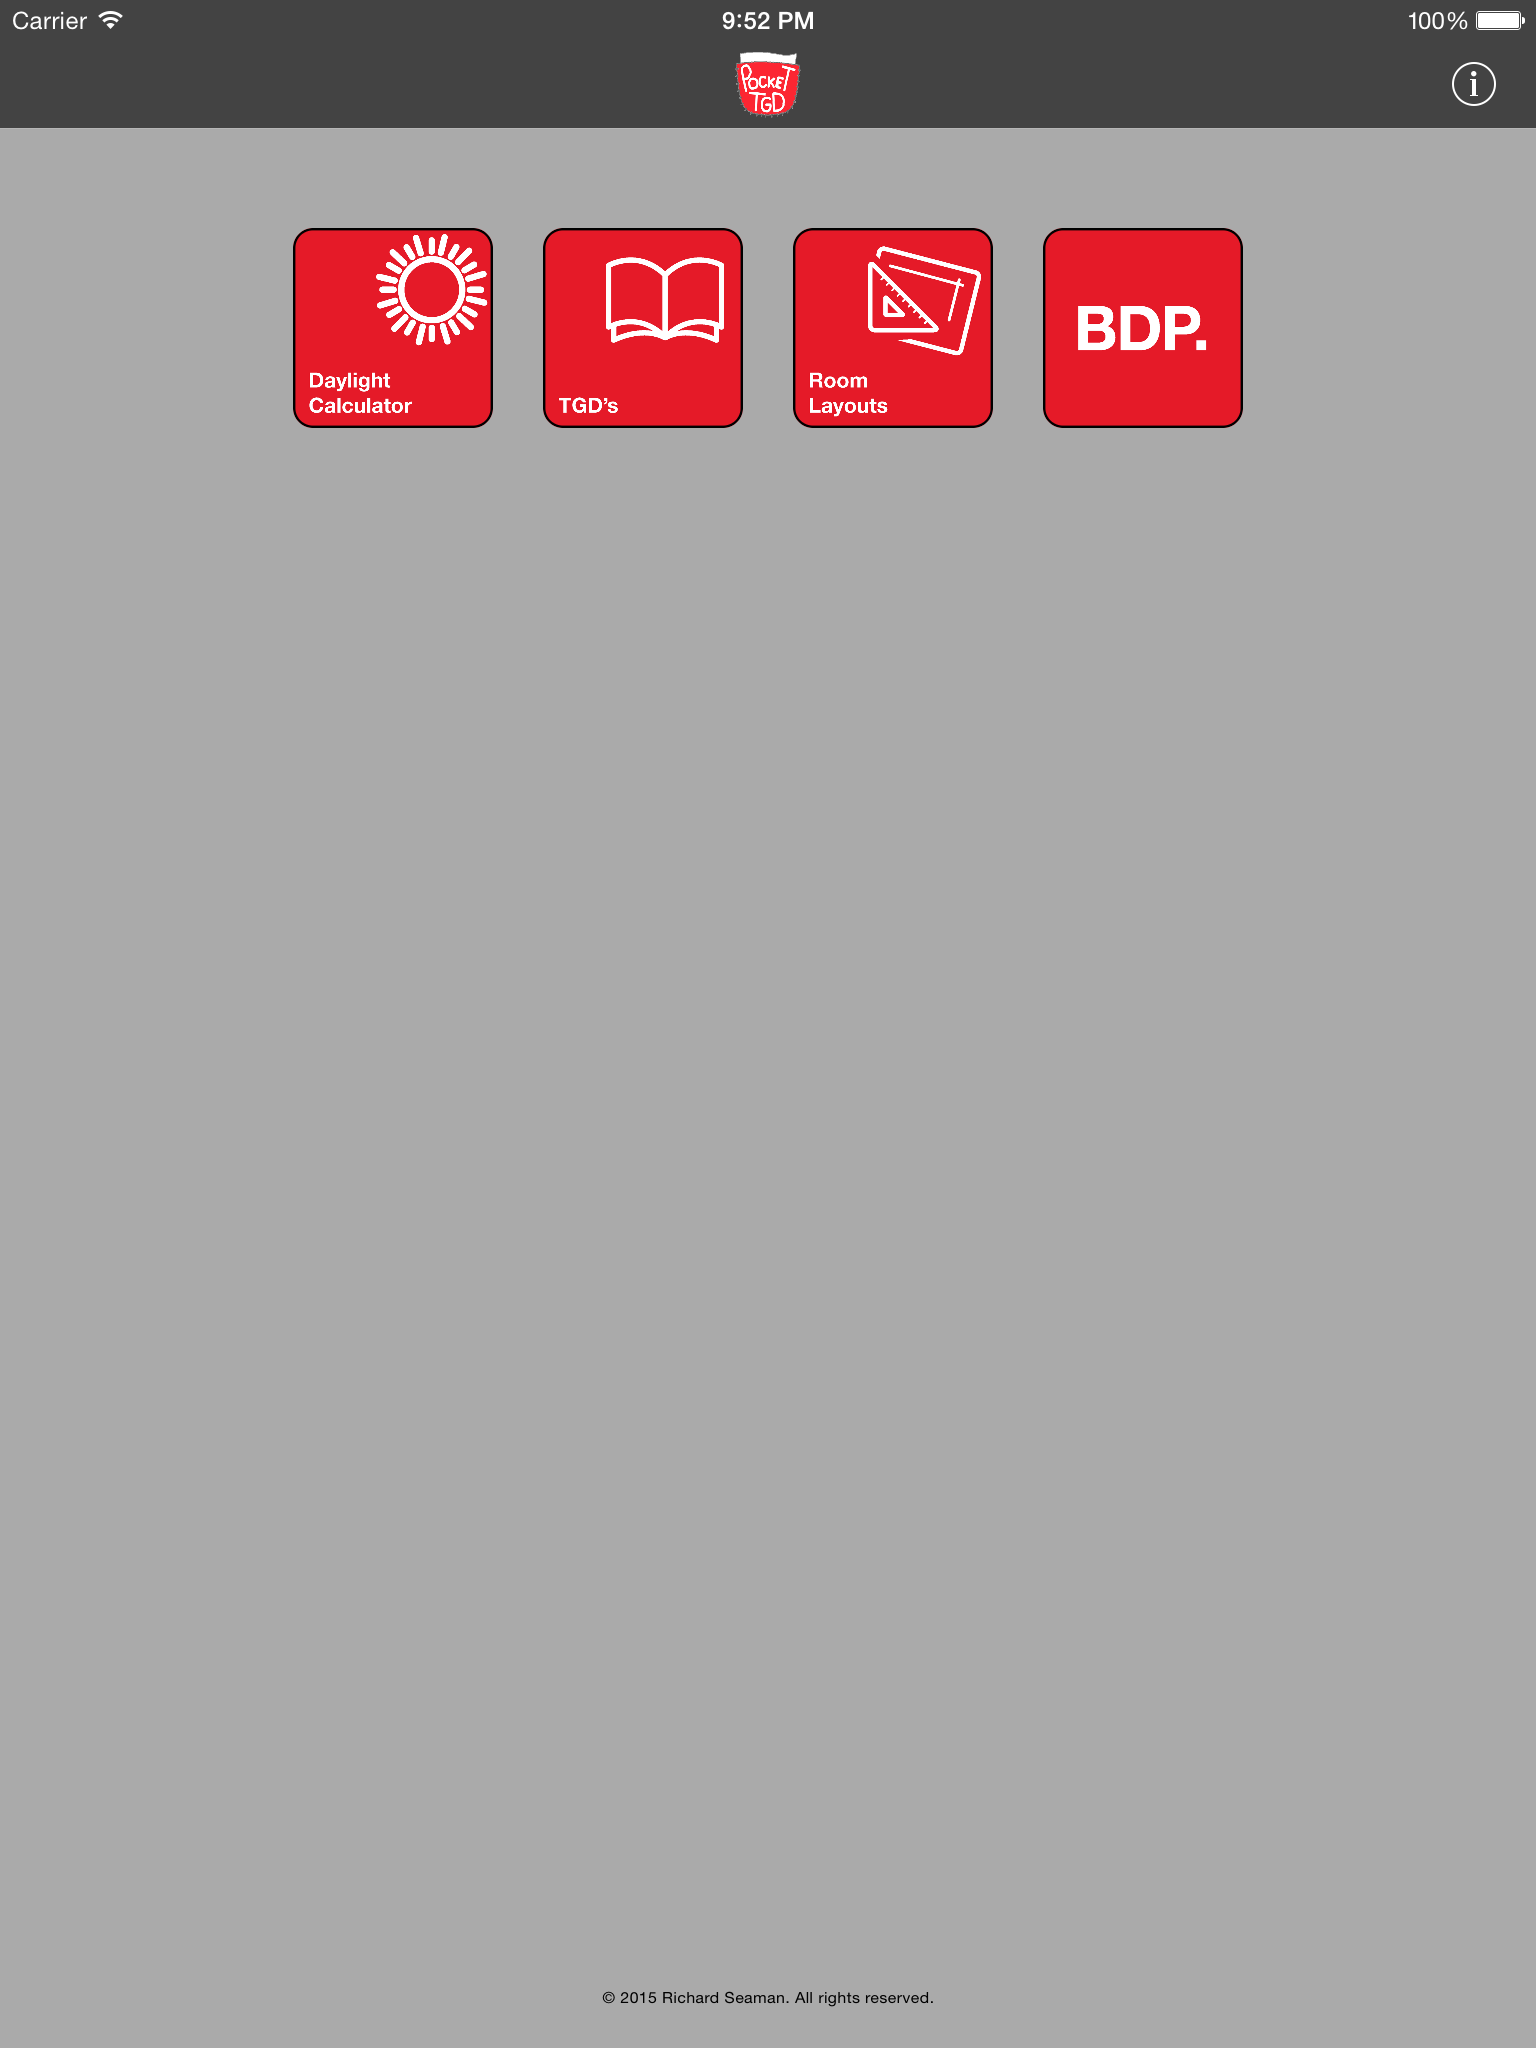 Carrier 9:52 PM 100%
POCKET
TGD
i
Daylight
Calculator
TGD's
Room
Layouts
BDP.
© 2015 Richard Seaman. All rights reserved.